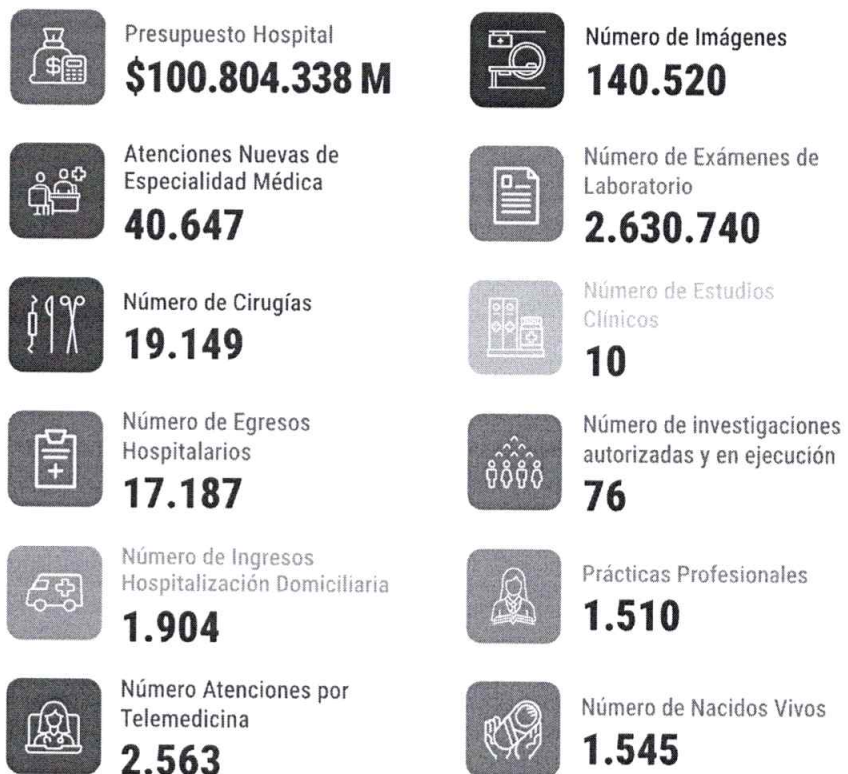 Presupuesto Hospital
$100.804.338 M
Atenciones Nuevas de
Especialidad Médica
40.647
Número de Cirugías
19.149
Número de Egresos
Hospitalarios
17.187
Número de Ingresos
Hospitalización Domiciliaria
1.904
Número Atenciones por
Telemedicina
2.563
Número de Imágenes
140.520
Número de Exámenes de
Laboratorio
2.630.740
Número de Estudios
Clínicos
10
Número de investigaciones
autorizadas y en ejecución
76
Prácticas Profesionales
1.510
Número de Nacidos Vivos
1.545